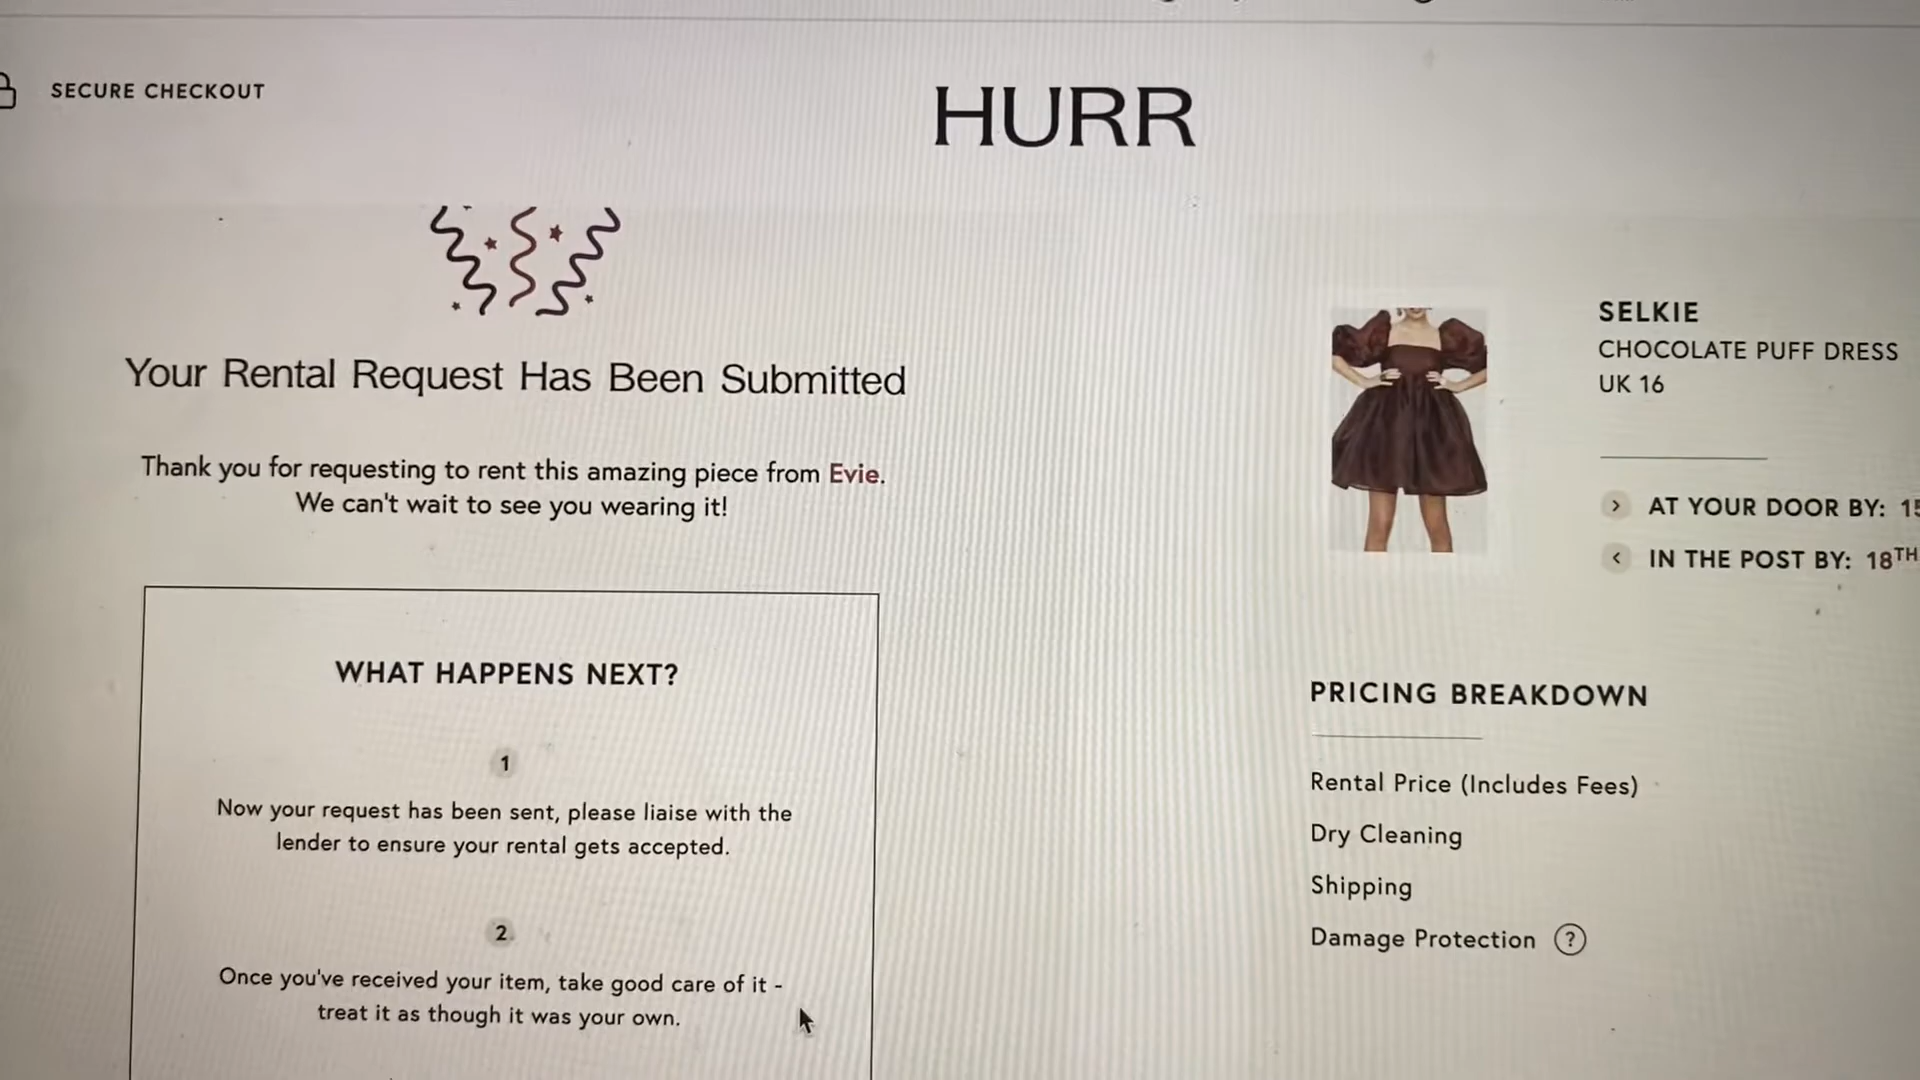 SECURE CHECKOUT
HURR
Your Rental Request Has Been Submitted
Thank you for requesting to rent this amazing piece from Evie.
We can't wait to see you wearing it!
WHAT HAPPENS NEXT?
1
Now your request has been sent, please liaise with the
lender to ensure your rental gets accepted.
2
Once you've received your item, take good care of it -
treat it as though it was your own.
SELKIE
CHOCOLATE PUFF DRESS
UK 16
AT YOUR DOOR BY:
IN THE POST BY: 18TH
PRICING BREAKDOWN
Rental Price (Includes Fees)
Dry Cleaning
Shipping
Damage Protection ?